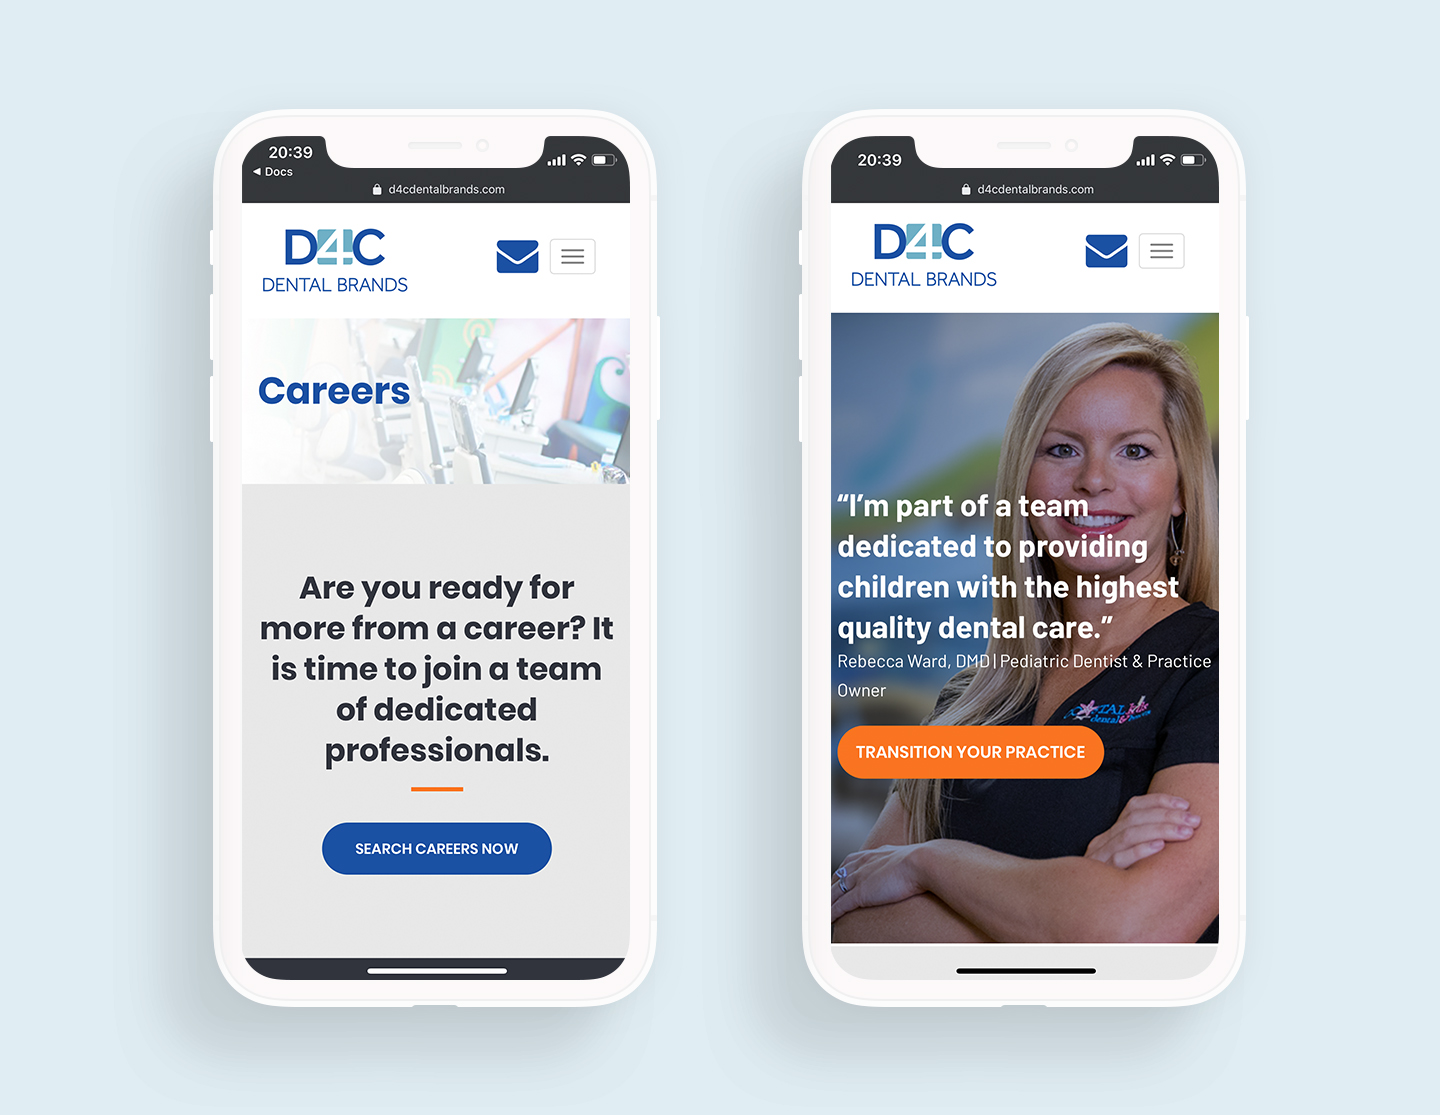 20:39
◀ Docs
d4cdentalbrands.com
D4C
DENTAL BRANDS
Careers
Are you ready for
more from a career? It
is time to join a team
of dedicated
professionals.
SEARCH CAREERS NOW
20:39
d4cdentalbrands.com
D4C
DENTAL BRANDS
“I’m part of a team
dedicated to providing
children with the highest
quality dental care.”
Rebecca Ward, DMD | Pediatric Dentist & Practice
Owner
dental &
TRANSITION YOUR PRACTICE